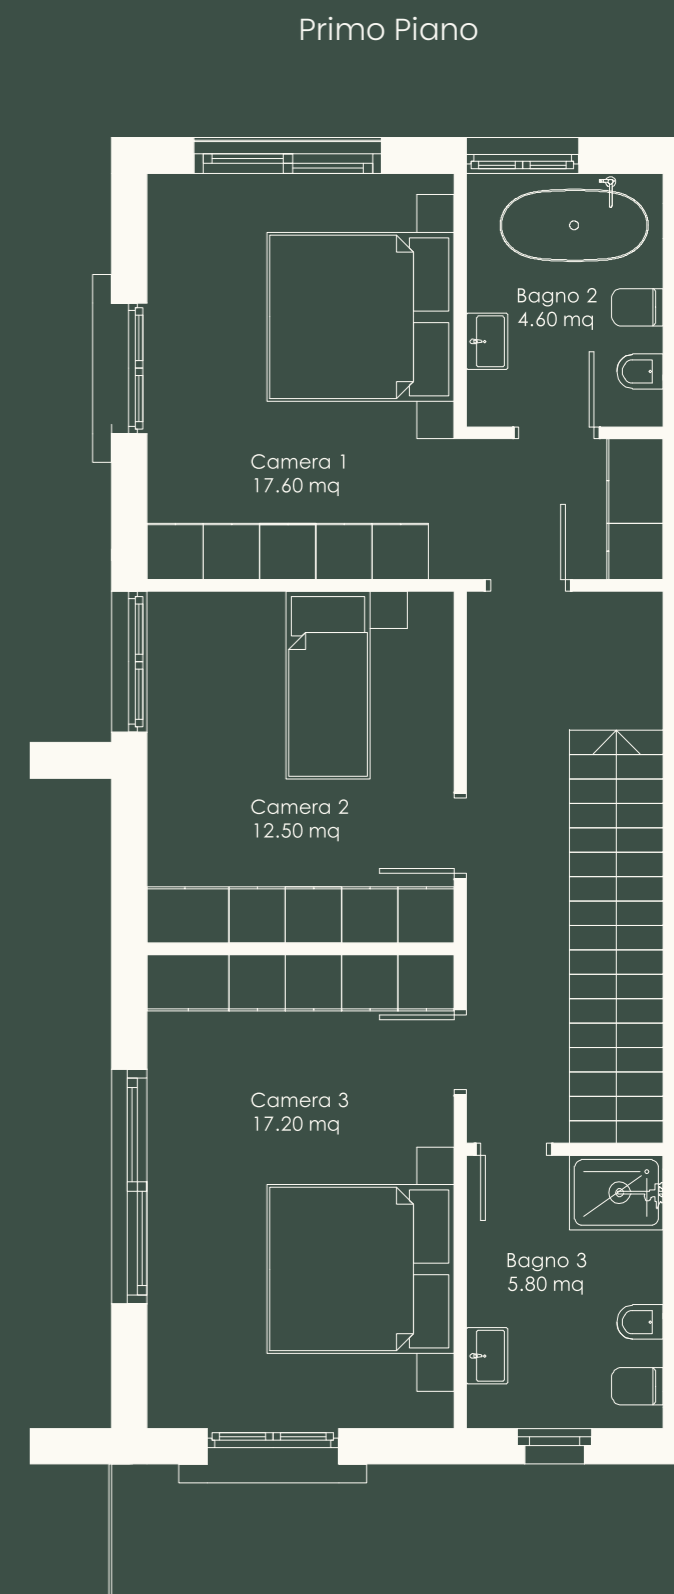 Primo Piano
Bagno 2
4.60 mq
Camera 1
17.60 mq
Camera 2
12.50 mq
Camera 3
17.20 mq
Bagno 3
5.80 mq